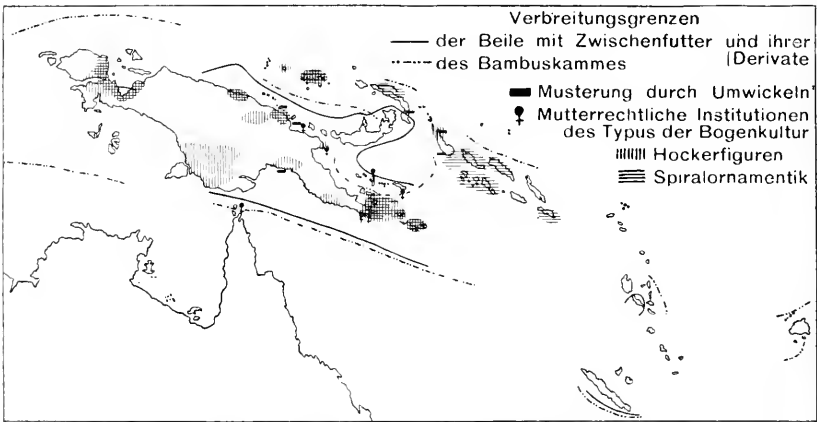 Verbreitungsgrenzen
der Beile mit Zwischenfutter und ihrer
(Derivate
des Bambuskammes
Musterung durch Umwickeln
Mutterrechtliche Institutionen
des Typus der Bogenkultur
Hockerfiguren
Spiralornamentik